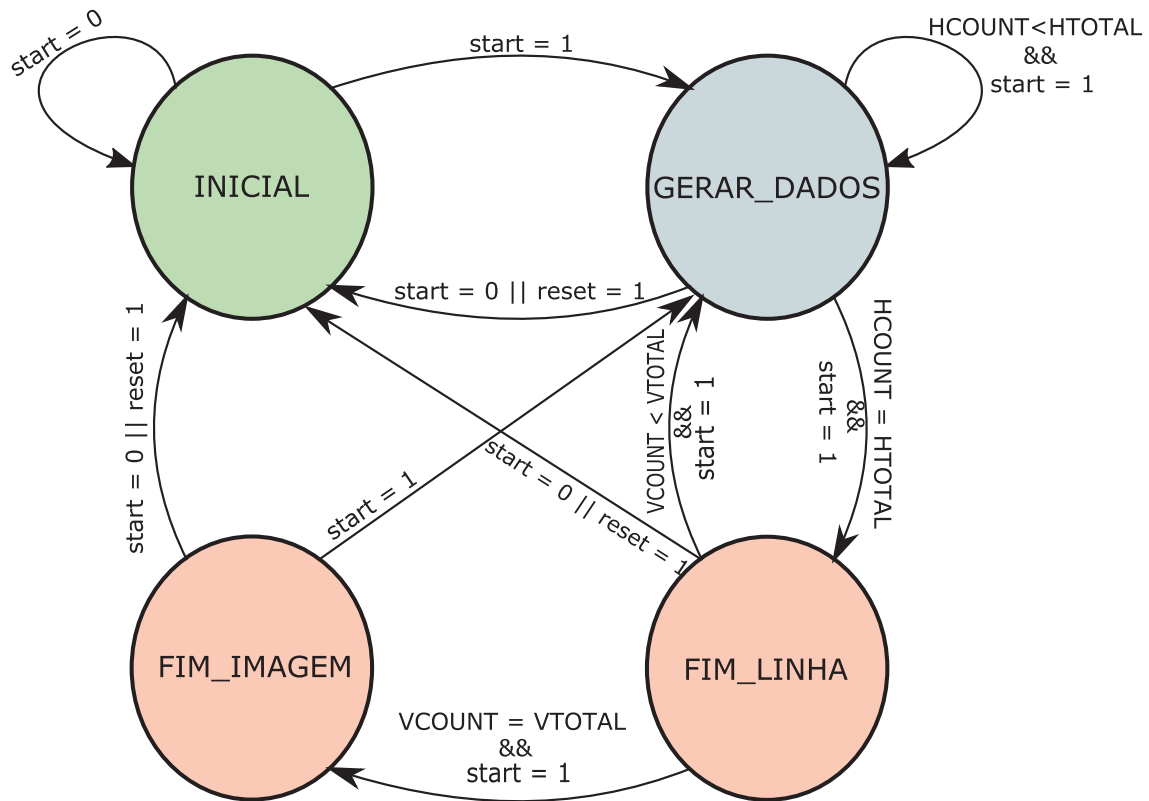 start = 0
start = 1
HCOUNT<HTOTAL
&&
start = 1
INICIAL
GERAR_DADOS
start = 0 || reset = 1
start = 0 || reset = 1
VCOUNT < VTOTAL
&&
start = 1
HCOUNT = HTOTAL
&&
start = 1
start = 1
start = 0 || reset = 1
FIM_IMAGEM
FIM_LINHA
VCOUNT = VTOTAL
&&
start = 1